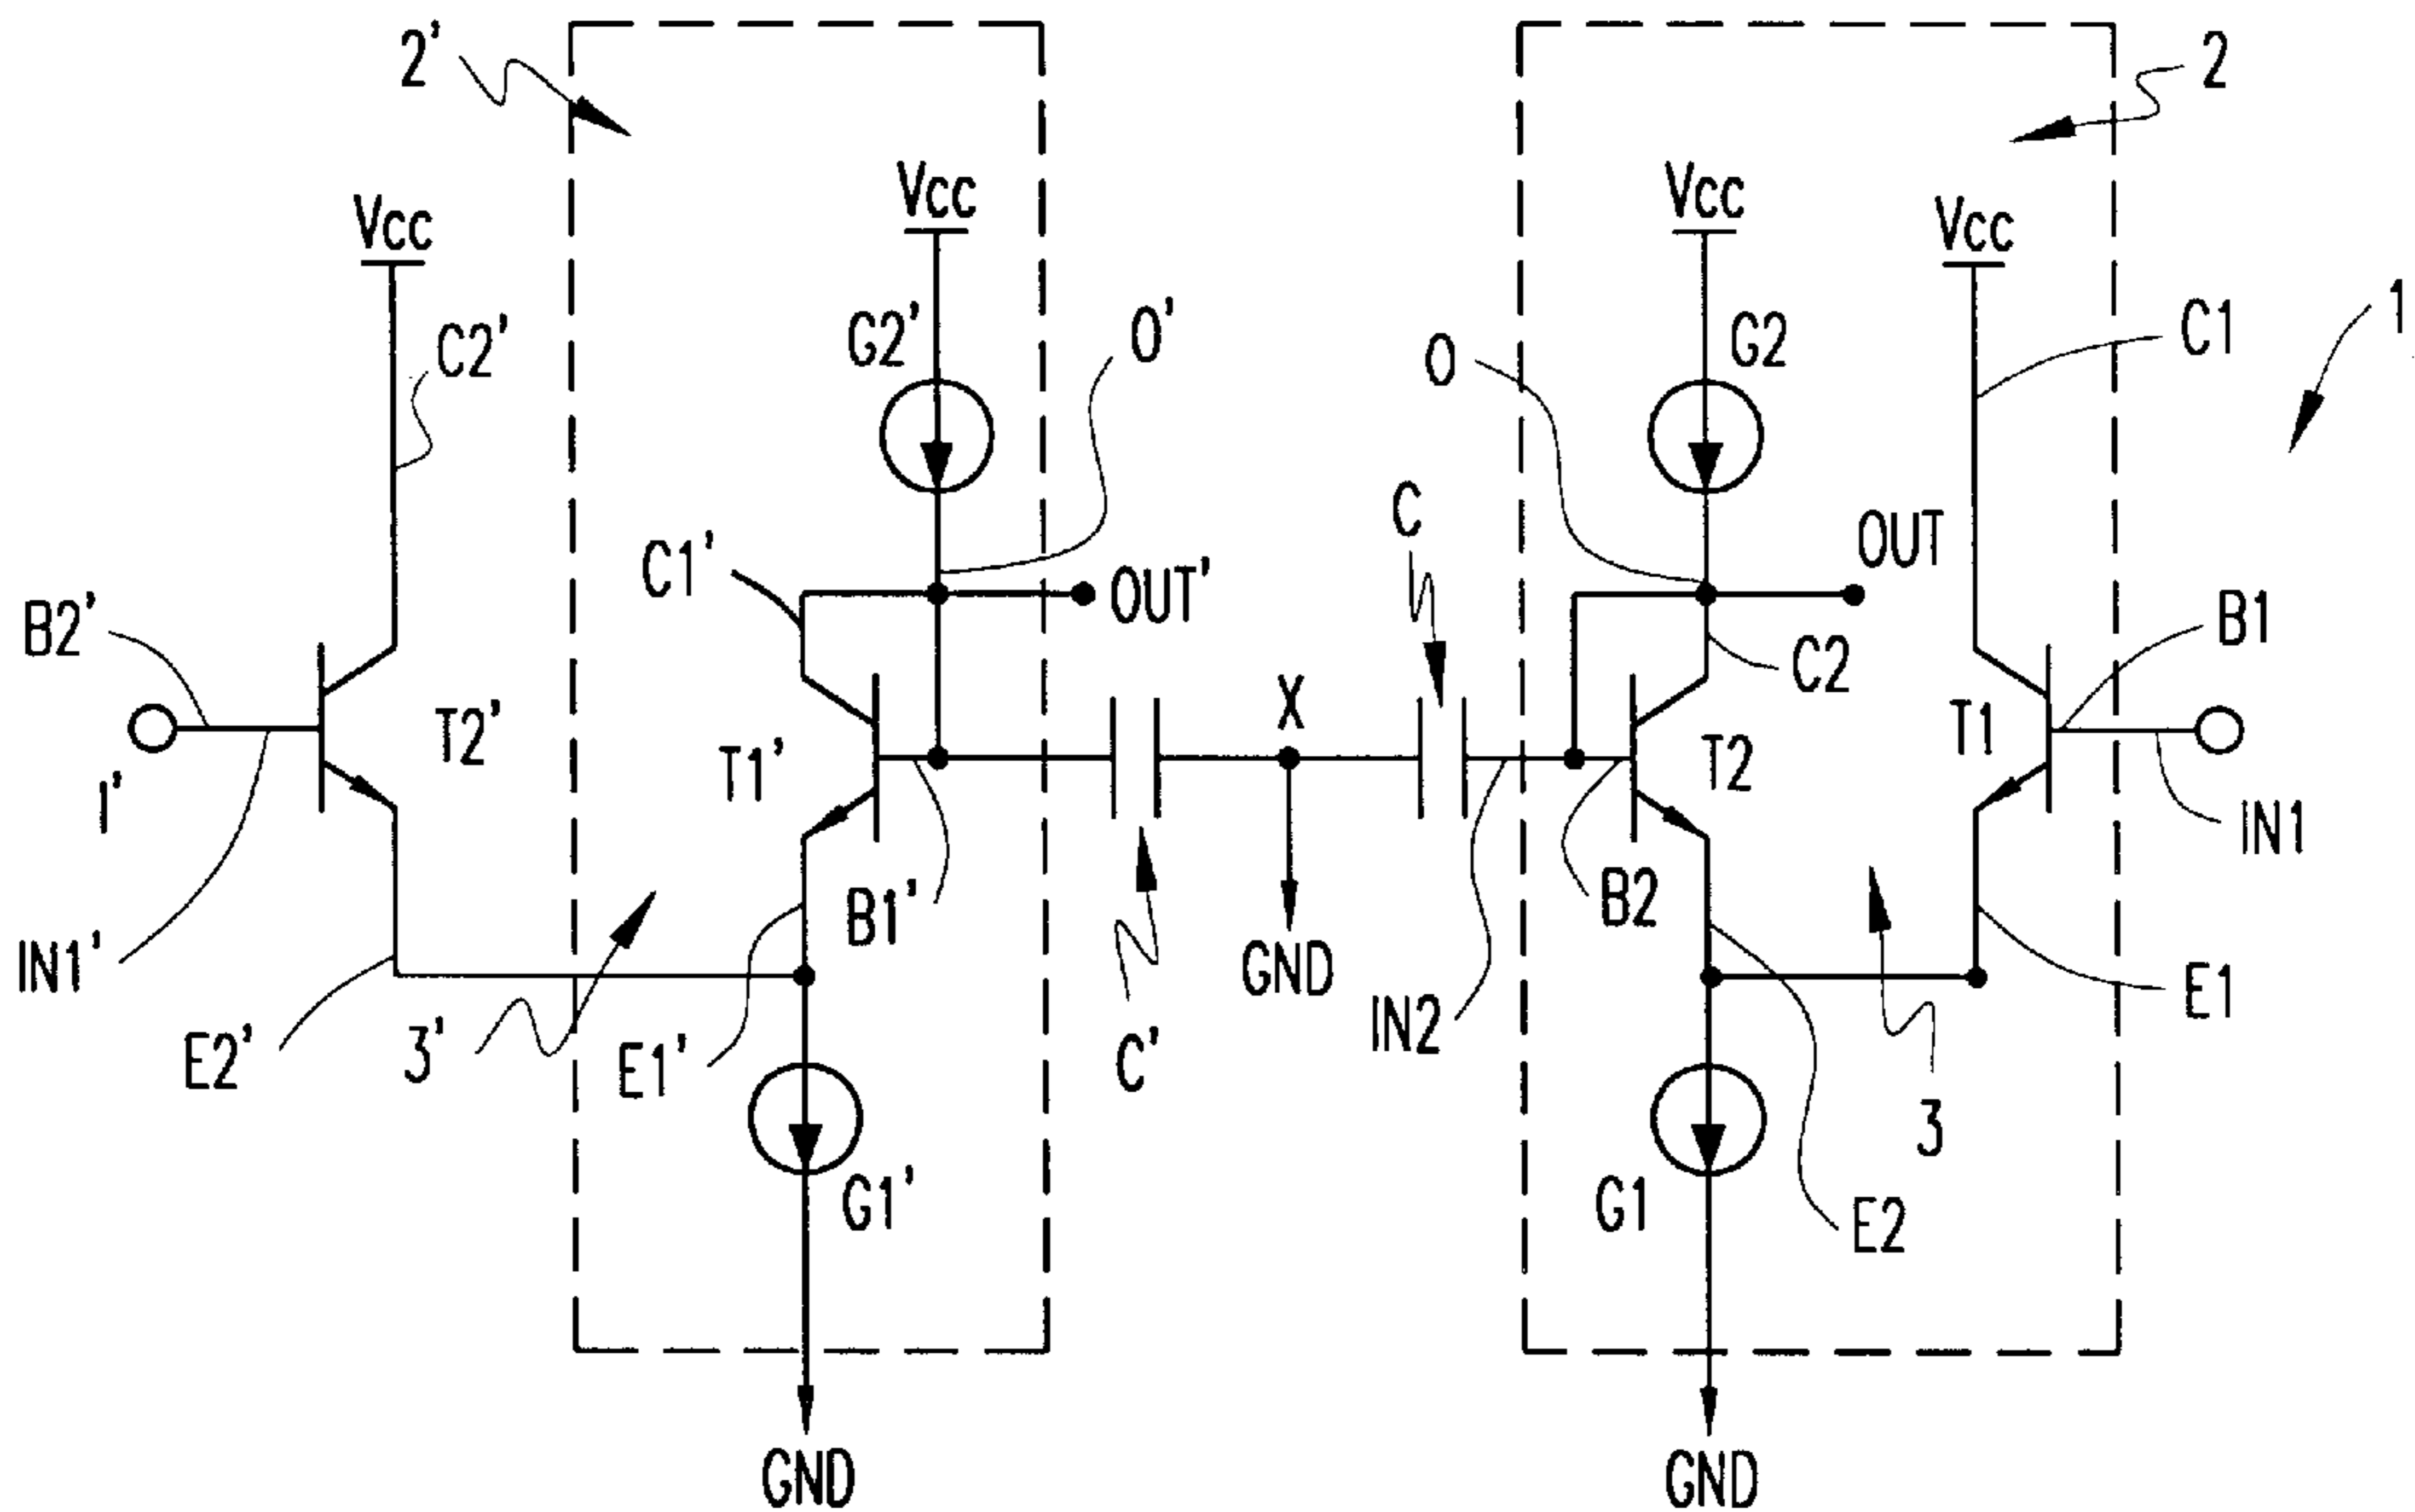 2'
2
Vcc
Vcc
Vcc
Vcc
C2'
G2'
O'
O
G2
C1
1
C
OUT
C1'
OUT'
B2'
B1
C2
X
T2'
T1'
T2
T1
1'
B1'
B2
IN1
IN1'
GND
IN2
E1
E2'
3'
E1'
C'
3
G1'
G1
E2
GND
GND